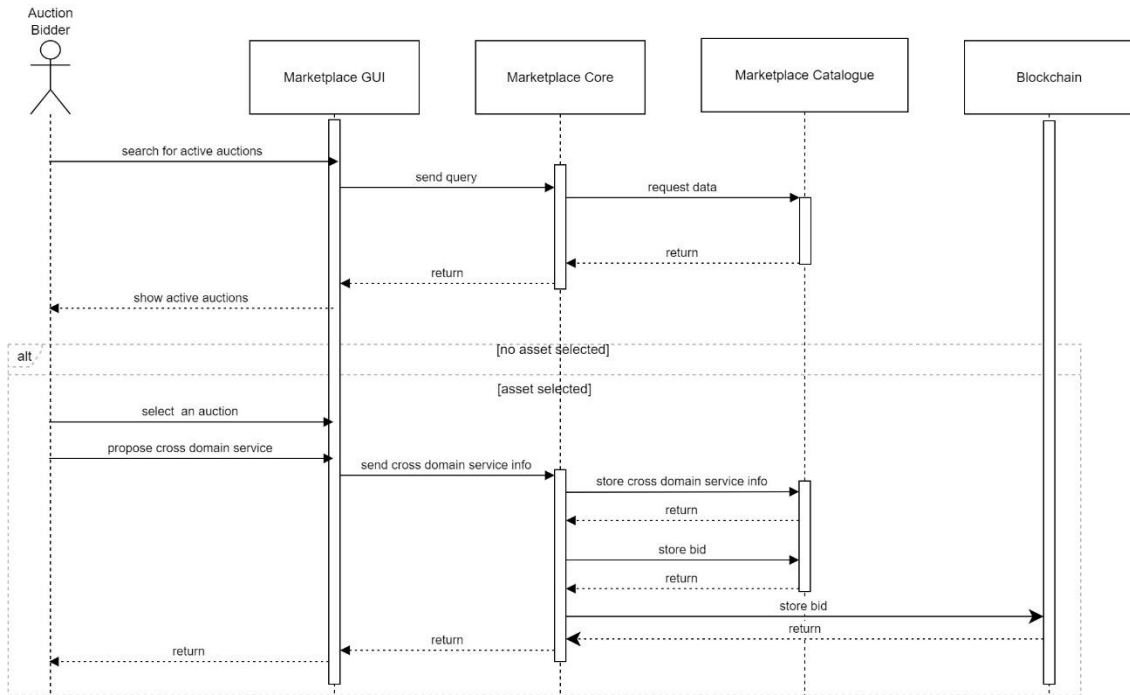 Auction
Bidder
Marketplace GUI
Marketplace Core
Marketplace Catalogue
Blockchain
search for active auctions
send query
request data
return
return
show active auctions
alt
[no asset selected]
[asset selected]
select an auction
propose cross domain service
send cross domain service info
store cross domain service info
return
store bid
return
store bid
return
return
return